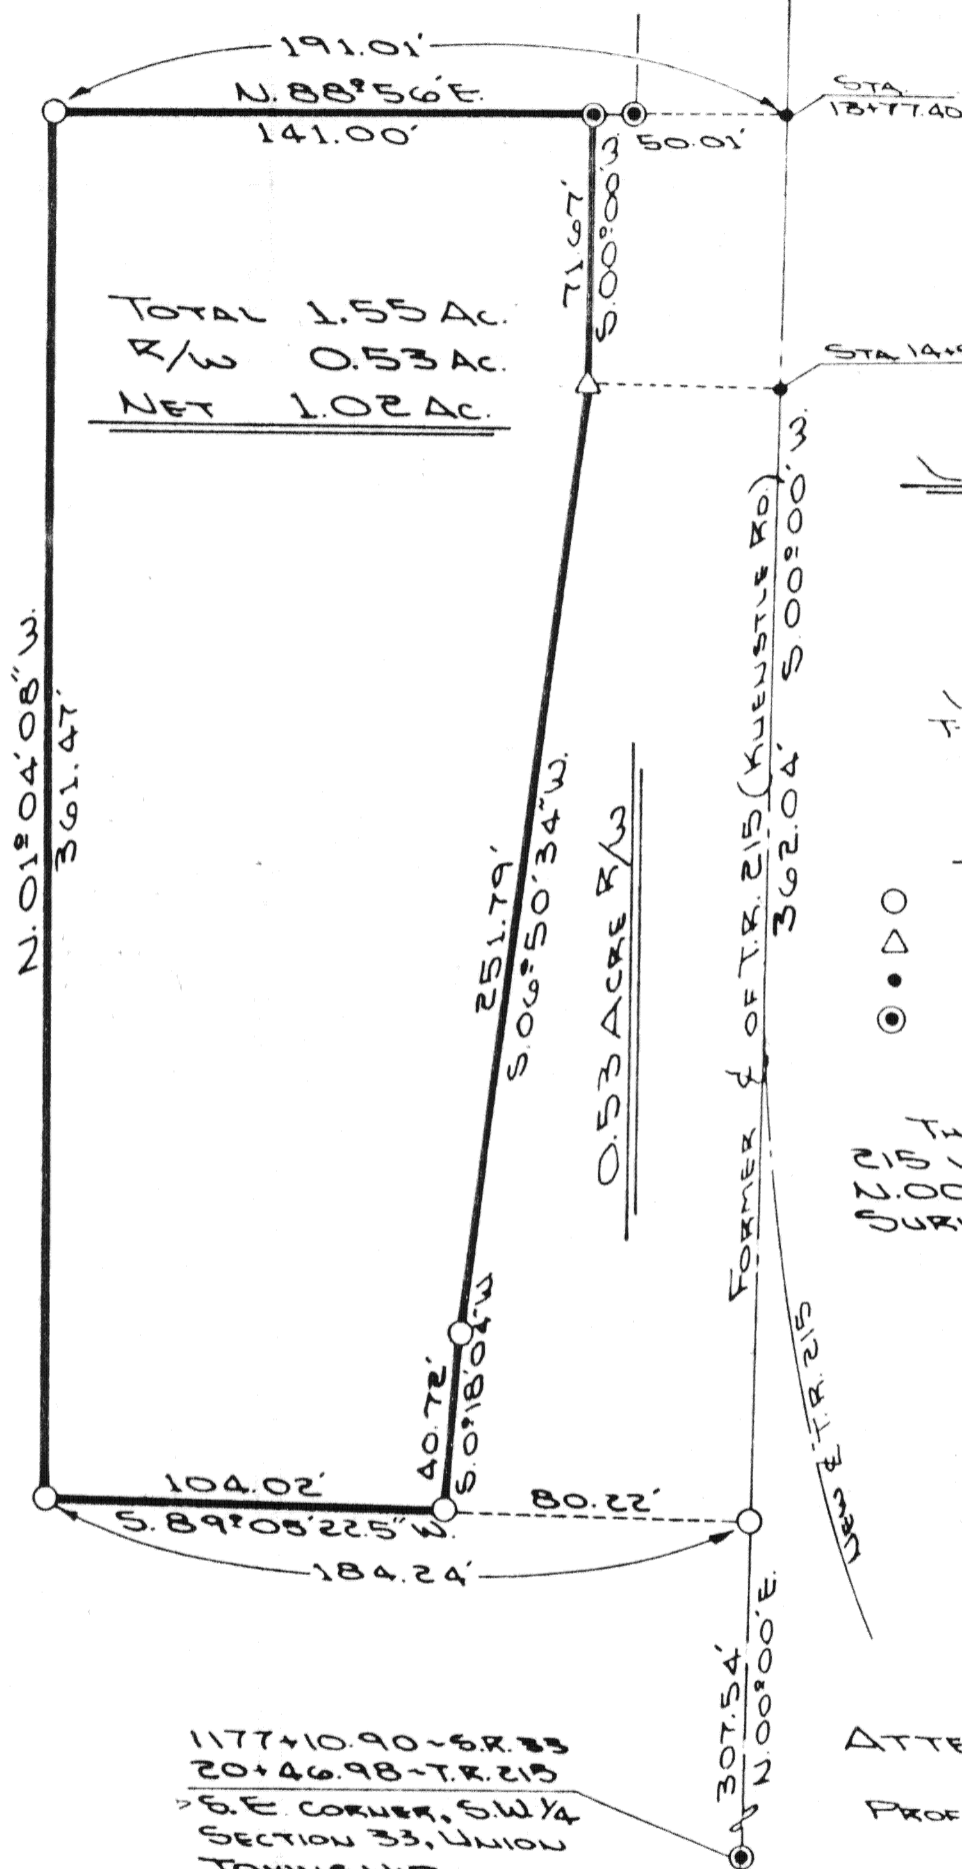 191.01'
N. 88°56' E.
141.00'
50.01'
STA.
13+77.40
71.67'
S. 00°00' W.
TOTAL 1.55 AC.
R/W 0.53 AC.
NET 1.02 AC.
STA. 14+
N. 01°04'08" W.
361.47'
251.79'
S. 06°50'34" W.
0.53 ACRE R/W
FORMER ℄ OF T.R. 215 (KUENSTLE RD.)
362.04' S. 00°00' W.
215
N. 00
SUR
NEW ℄ T.R. 215
40.72'
S. 0°18'04" W
104.02'
S. 89°05'22.5" W.
80.22'
184.24'
307.54'
N. 00°00' E.
1177+10.90 - S.R. 33
20+46.98 - T.R. 215
S.E. CORNER, S.W. 1/4
SECTION 33, UNION
ATTE
PROF